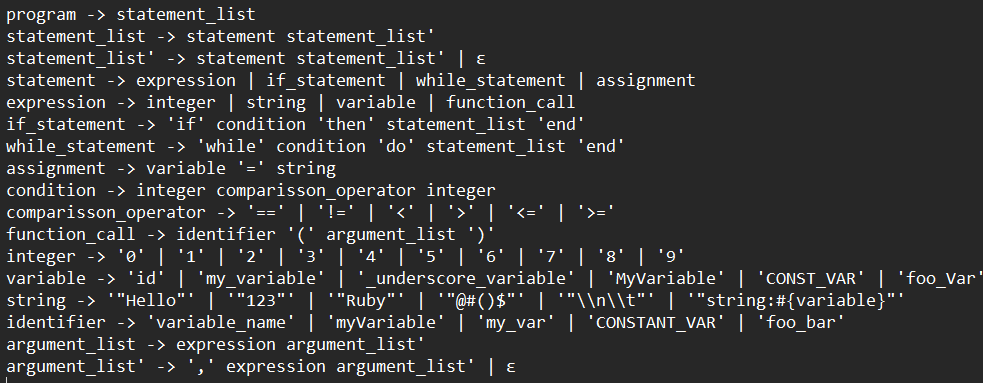 program -> statement_list
statement_list -> statement statement_list'
statement_list' -> statement statement_list' | ε
statement -> expression | if_statement | while_statement | assignment
expression -> integer | string | variable | function_call
if_statement -> 'if' condition 'then' statement_list 'end'
while_statement -> 'while' condition 'do' statement_list 'end'
assignment -> variable '=' string
condition -> integer comparisson_operator integer
comparisson_operator -> '==' | '!=' | '<' | '>' | '<=' | '>='
function_call -> identifier '(' argument_list ')'
integer -> '0' | '1' | '2' | '3' | '4' | '5' | '6' | '7' | '8' | '9'
variable -> 'id' | 'my_variable' | '_underscore_variable' | 'MyVariable' | 'CONST_VAR' | 'foo_Var'
string -> '"Hello"' | '"123"' | '"Ruby"' | '"@#()$"' | '"\\n\\t"' | '"string:#{variable}"'
identifier -> 'variable_name' | 'myVariable' | 'my_var' | 'CONSTANT_VAR' | 'foo_bar'
argument_list -> expression argument_list'
argument_list' -> ',' expression argument_list' | ε